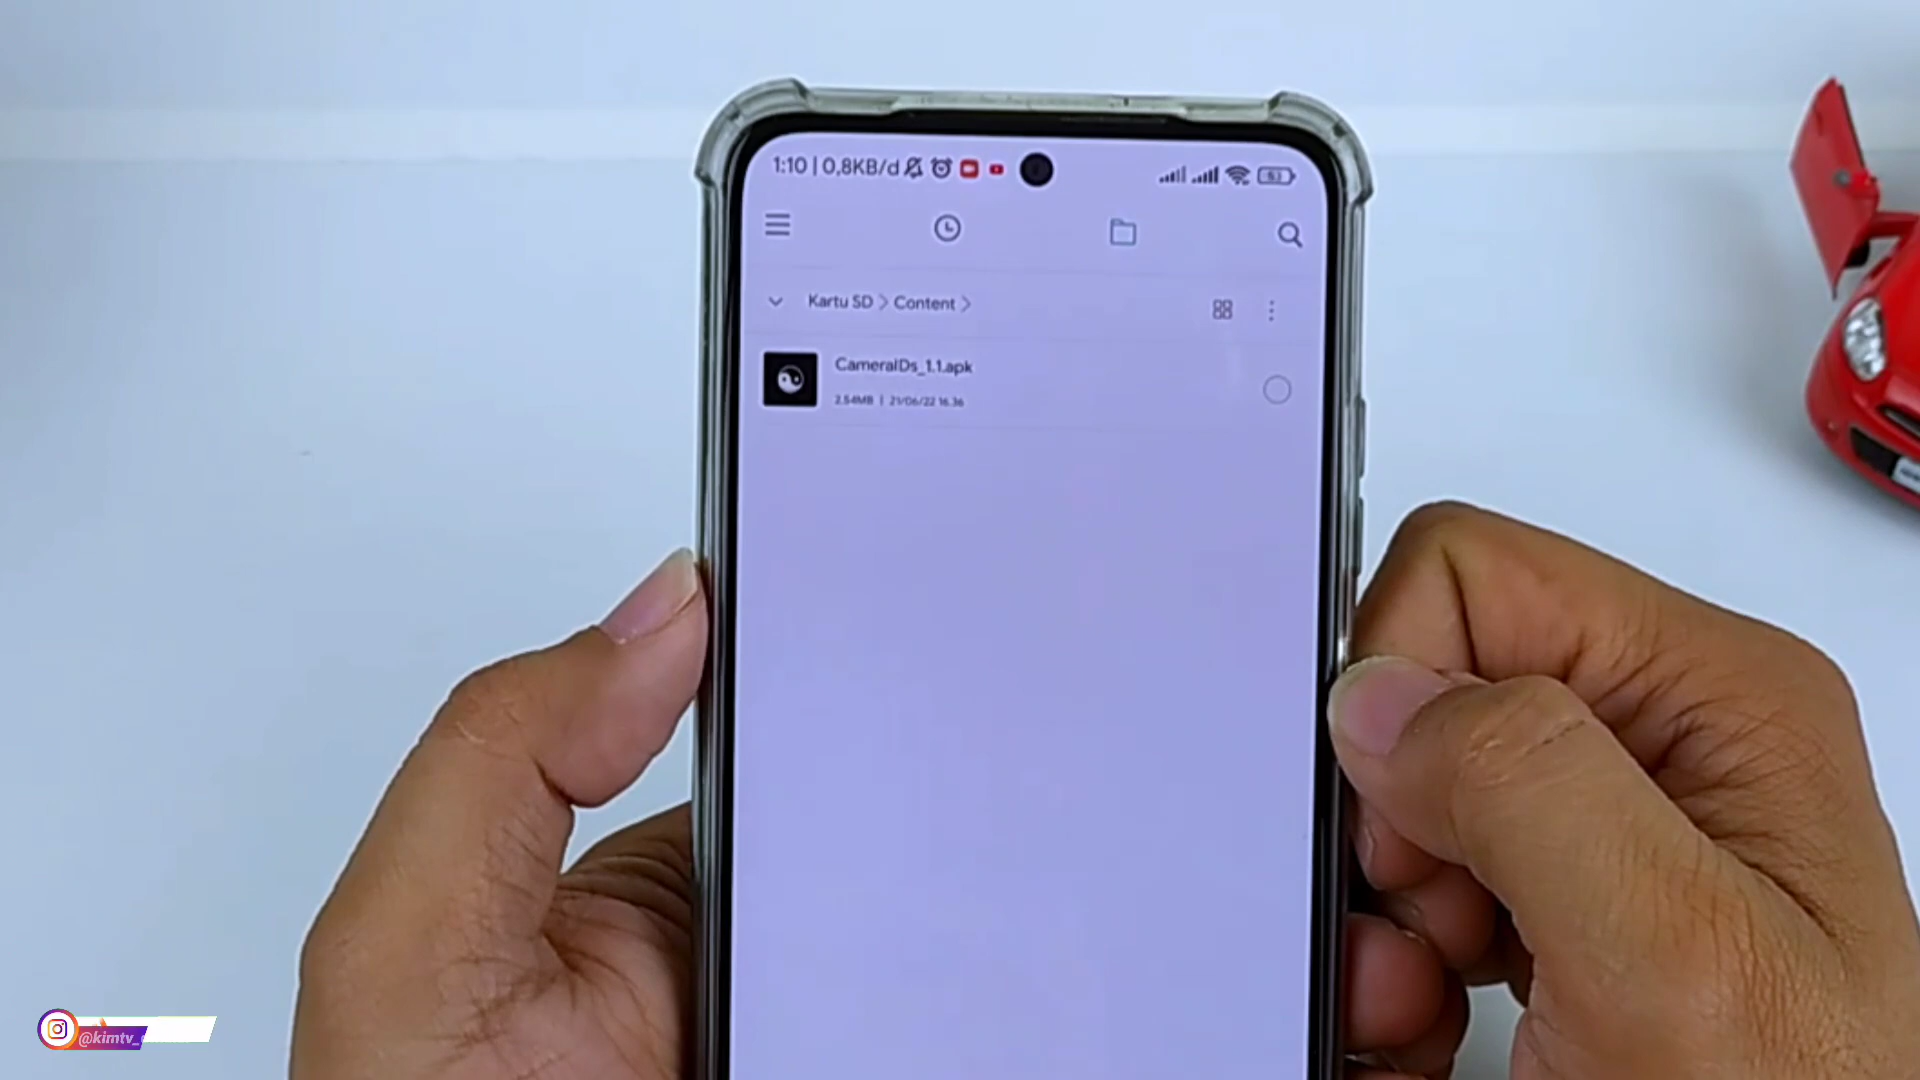 1:10 | 0,8KB/d
Kartu SD > Content >
CameraIDs_1.1.apk
2.54MB | 21/06/22 16.36
@kimtv_